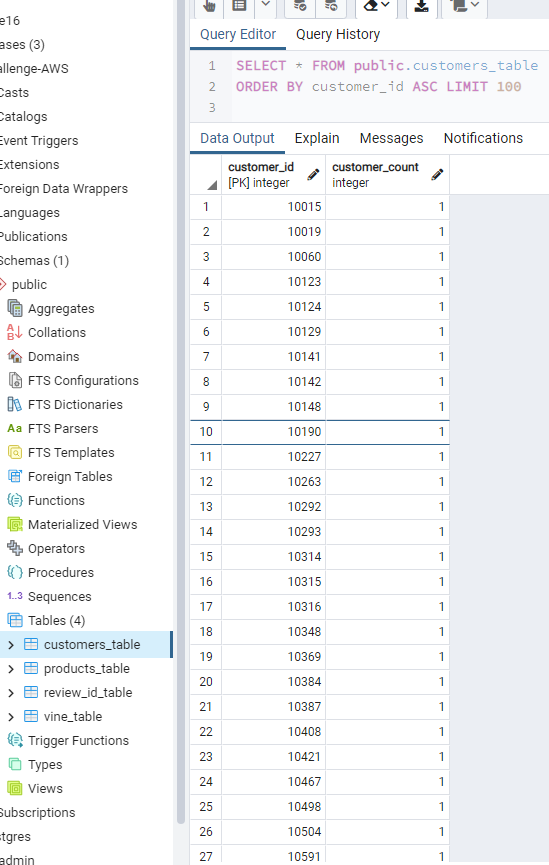 e16
ases (3)
allenge-AWS
Casts
Catalogs
Event Triggers
Extensions
Foreign Data Wrappers
Languages
Publications
Schemas (1)
public
Aggregates
Collations
Domains
FTS Configurations
FTS Dictionaries
Aa FTS Parsers
FTS Templates
Foreign Tables
Functions
Materialized Views
Operators
Procedures
1..3 Sequences
Tables (4)
customers_table
products_table
review_id_table
vine_table
Trigger Functions
Types
Views
Subscriptions
stgres
admin
Query Editor Query History
1 SELECT * FROM public.customers_table
2 ORDER BY customer_id ASC LIMIT 100
3
Data Output Explain Messages Notifications
customer_id customer_count
[PK] integer integer
1 10015 1
2 10019 1
3 10060 1
4 10123 1
5 10124 1
6 10129 1
7 10141 1
8 10142 1
9 10148 1
10 10190 1
11 10227 1
12 10263 1
13 10292 1
14 10293 1
15 10314 1
16 10315 1
17 10316 1
18 10348 1
19 10369 1
20 10384 1
21 10387 1
22 10408 1
23 10421 1
24 10467 1
25 10498 1
26 10504 1
27 10591 1